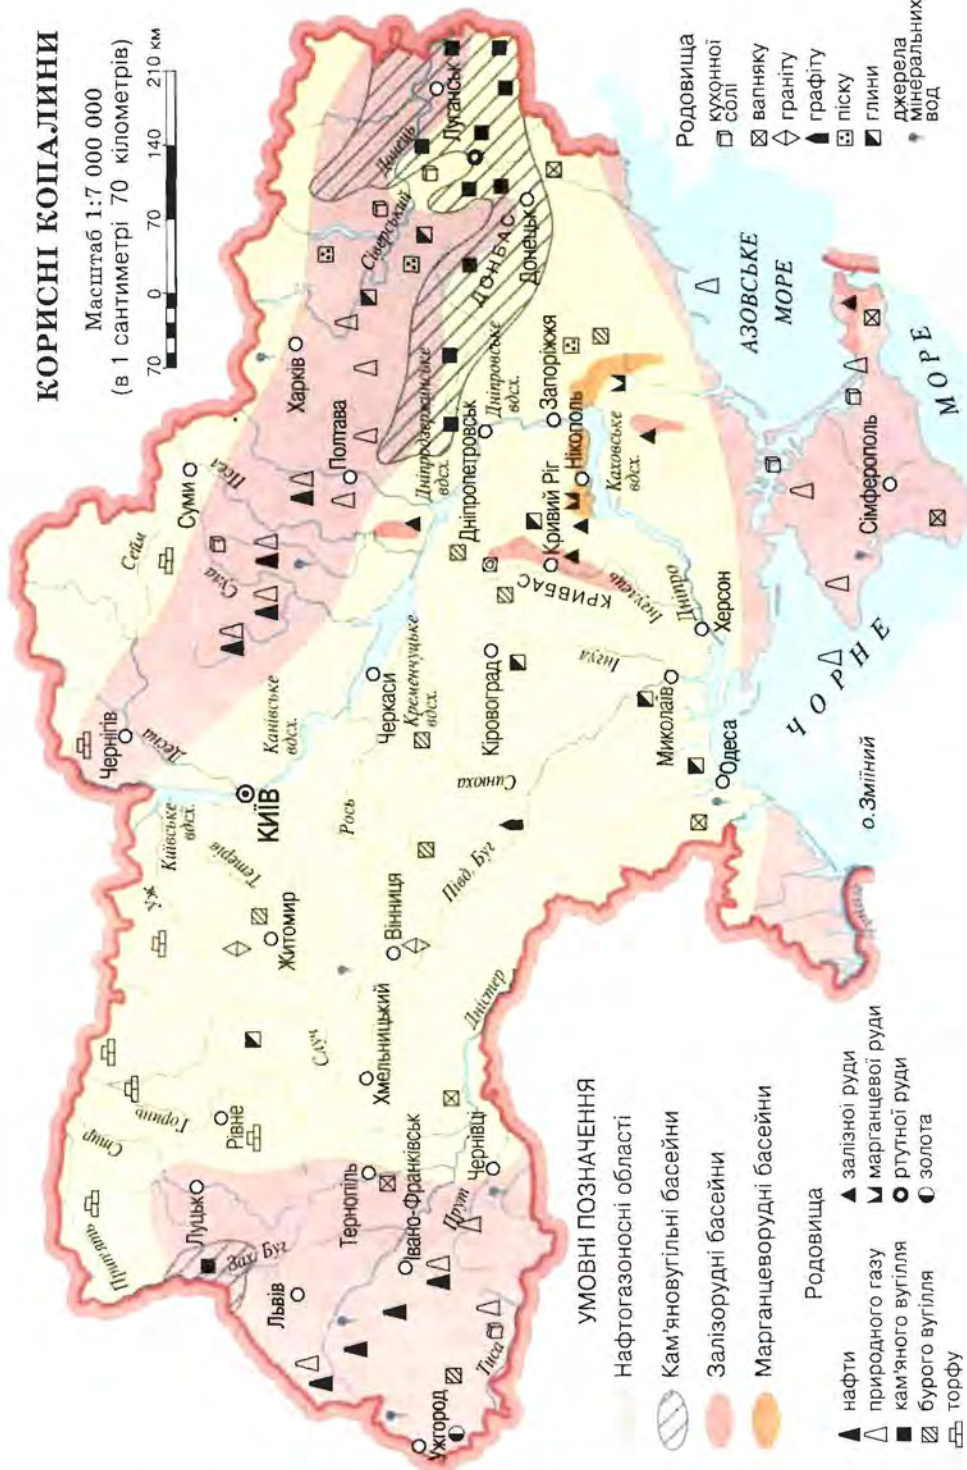 КОРИСНІ КОПАЛИНИ
Масштаб 1:7 000 000
(в 1 сантиметрі 70 кілометрів)
70 0 70 140 210 км
Чернігів
Десна
Сейм
Суми
Псел
Сула
Харків
Полтава
Сіверський
Донець
Луганськ
ДОНБАС
Донецьк
Прип'ять
Стир
Горинь
Уж
Київське
вдсх.
КИЇВ
Канівське
вдсх.
Тетерів
Житомир
Рось
Черкаси
Кременчуцьке
вдсх.
Дніпродзержинське
вдсх.
Дніпровське
вдсх.
Дніпропетровськ
Запоріжжя
Луцьк
Рівне
Случ
Зах. Буг
Львів
Тернопіль
Хмельницький
Вінниця
Івано-Франківськ
Прут
Чернівці
Дністер
Ужгород
Тиса
Півд. Буг
Синюха
Кіровоград
КРИВБАС
Кривий Ріг
Нікополь
Каховське
вдсх.
Інгулець
Інгул
Дніпро
Миколаїв
Херсон
Одеса
о.Зміїний
Сімферополь
ЧОРНЕ
МОРЕ
АЗОВСЬКЕ
МОРЕ
УМОВНІ ПОЗНАЧЕННЯ
Нафтогазоносні області
Кам'яновугільні басейни
Залізорудні басейни
Марганцеворудні басейни
Родовища
нафти
природного газу
кам'яного вугілля
бурого вугілля
торфу
залізної руди
марганцевої руди
ртутної руди
золота
Родовища
кухонної
солі
вапняку
граніту
графіту
піску
глини
джерела
мінеральних
вод